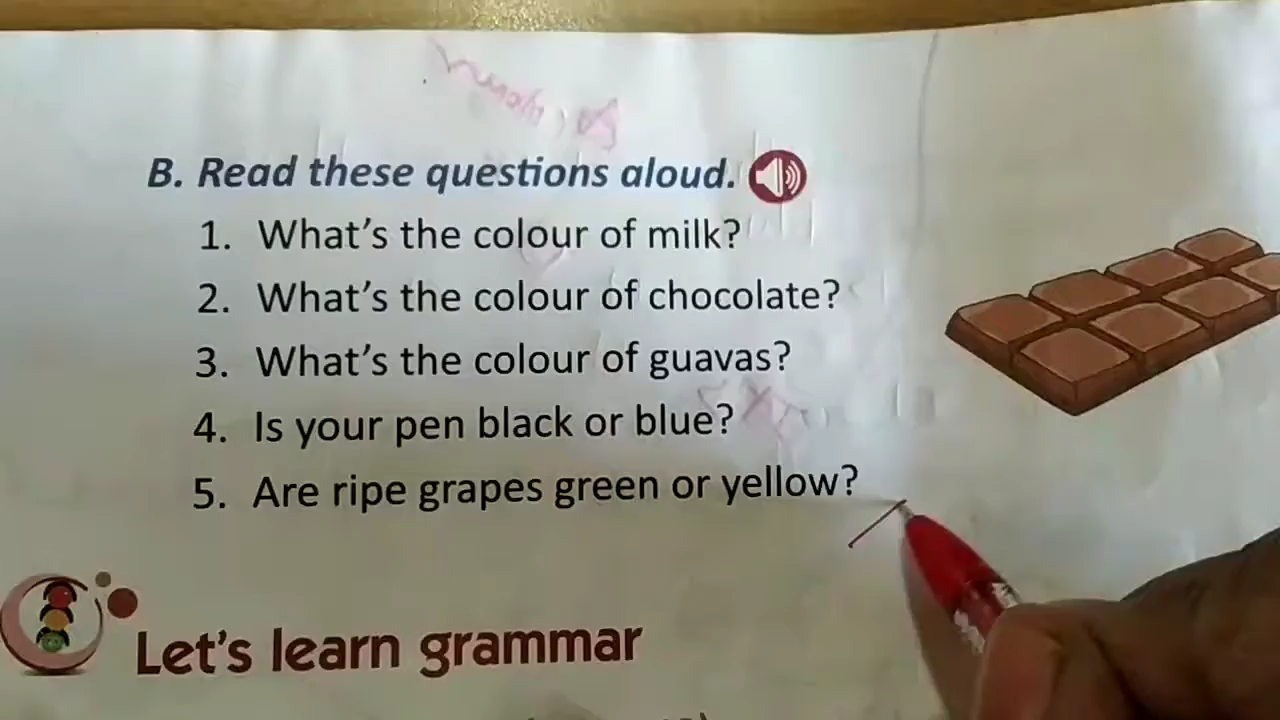 B. Read these questions aloud.
1. What's the colour of milk?
2. What's the colour of chocolate?
3. What's the colour of guavas?
4. Is your pen black or blue?
5. Are ripe grapes green or yellow?
Let's learn grammar